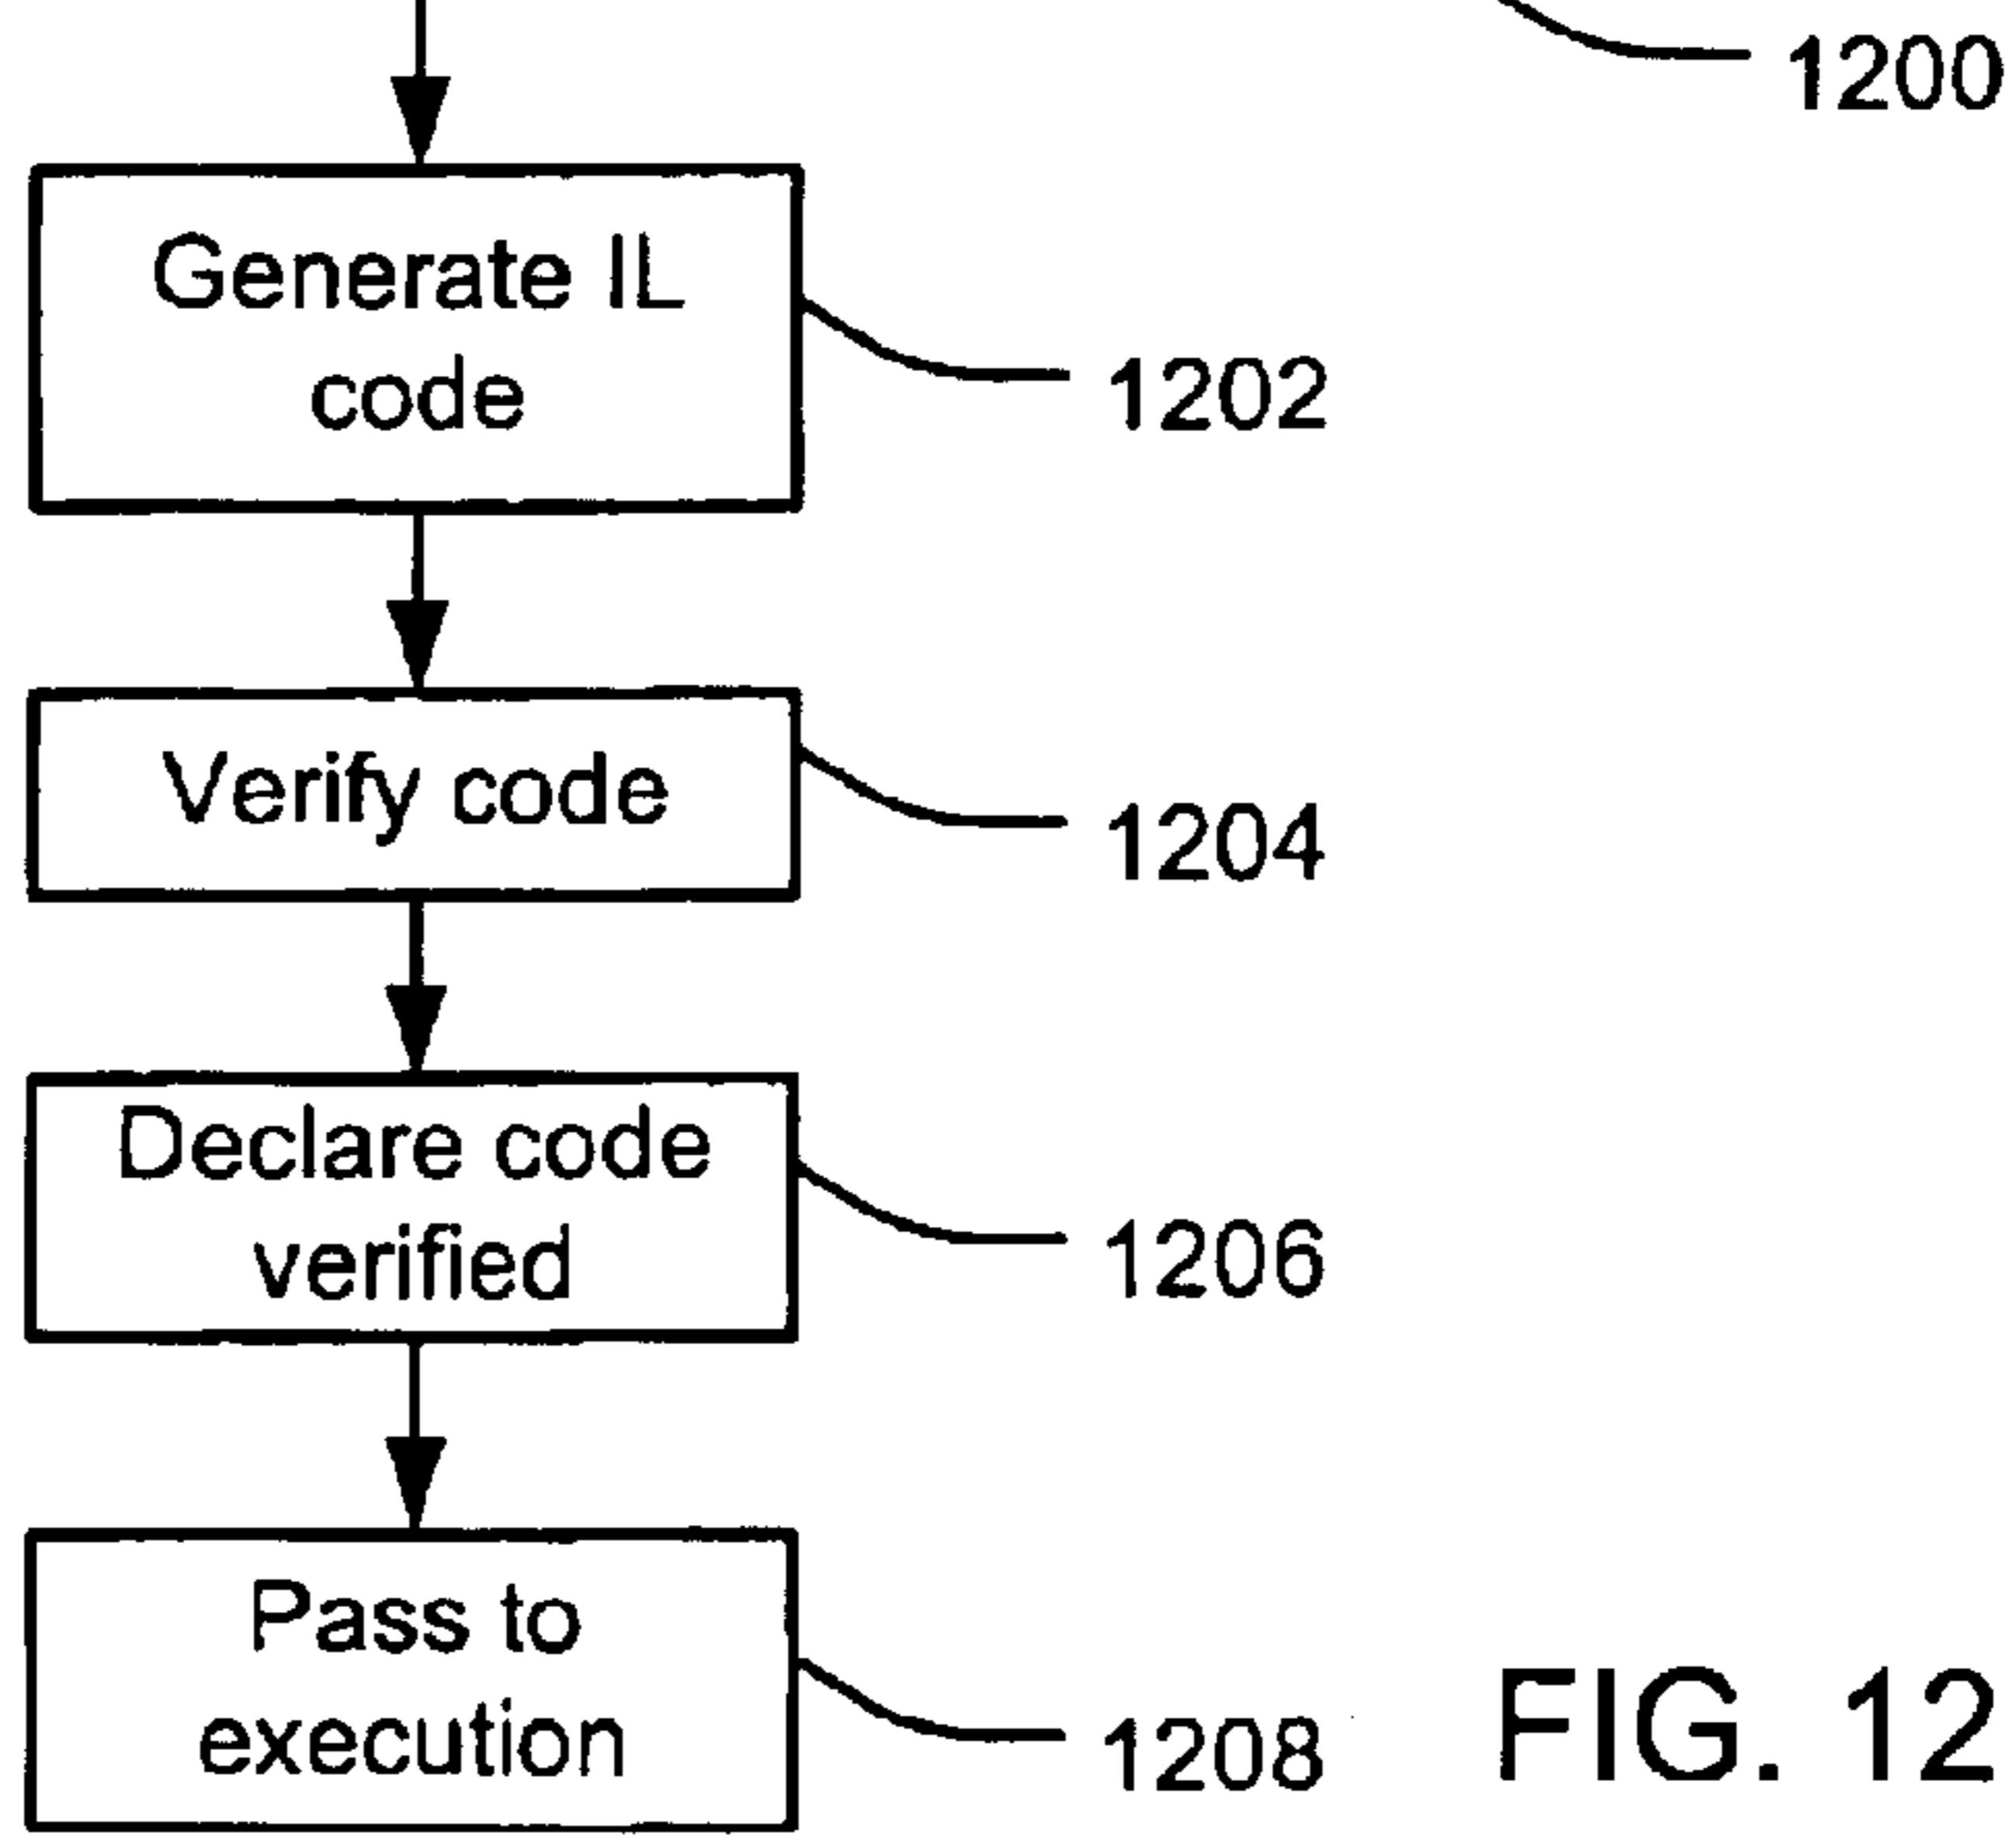 1200
Generate IL
code
1202
Verify code
1204
Declare code
verified
1206
Pass to
execution
1208
FIG. 12